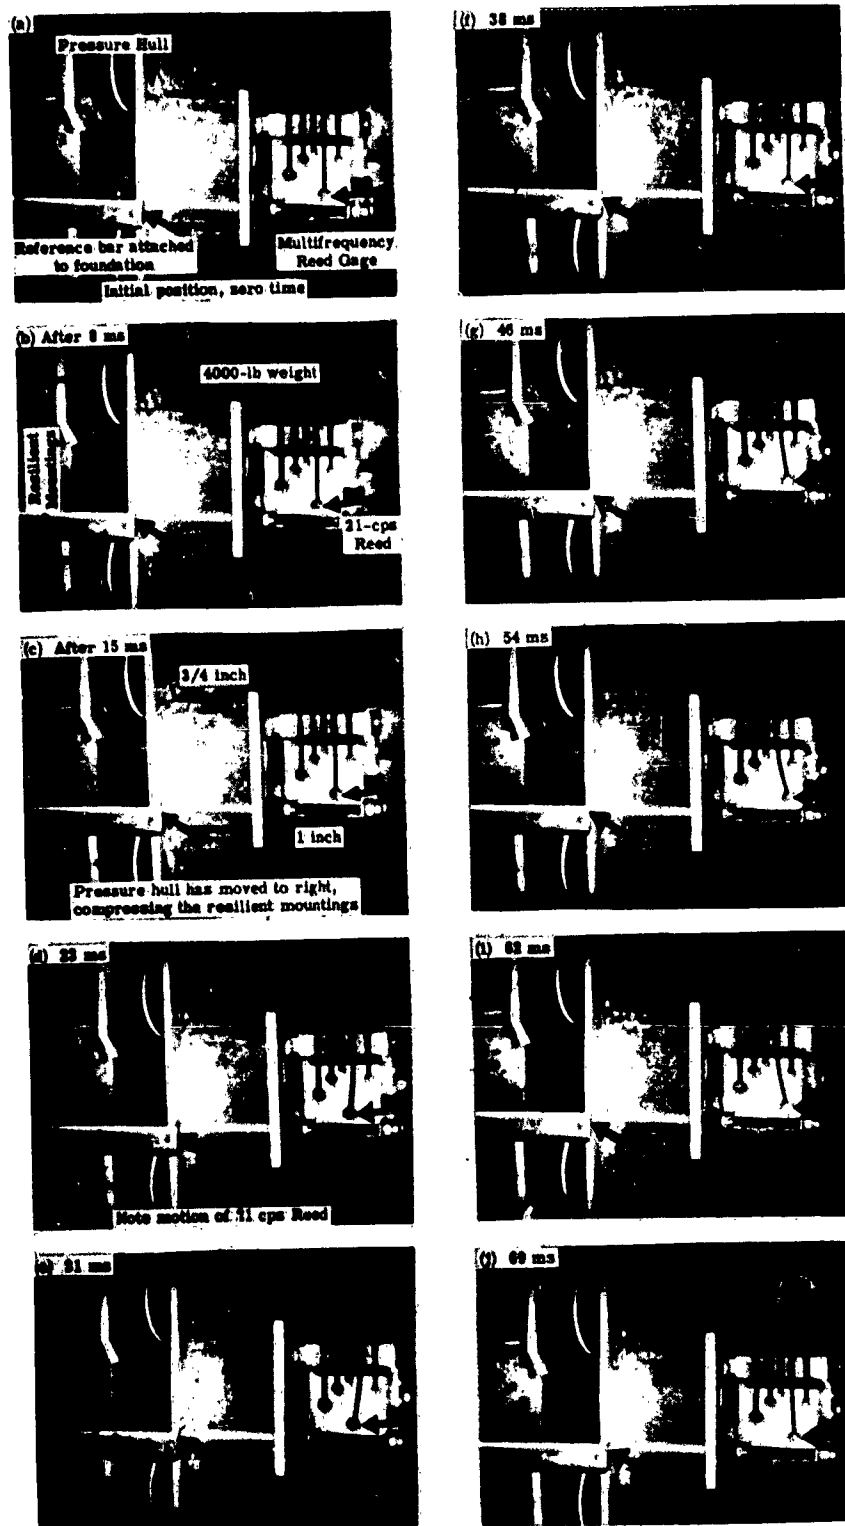 (a)
Pressure Hull
Reference bar attached
to foundation
Multifrequency
Reed Gage
Initial position, zero time
(b) After 8 ms
4000-lb weight
Resilient
Mountings
21-cps
Reed
(c) After 15 ms
3/4 inch
1 inch
Pressure hull has moved to right,
compressing the resilient mountings
(d) 23 ms
Note motion of 21 cps Reed
(e) 31 ms
(f) 38 ms
(g) 46 ms
(h) 54 ms
(i) 62 ms
(j) 69 ms